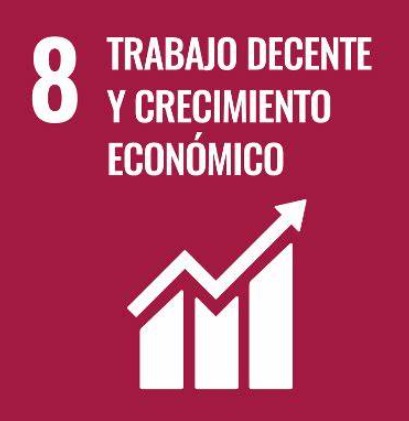 8 TRABAJO DECENTE
Y CRECIMIENTO
ECONÓMICO